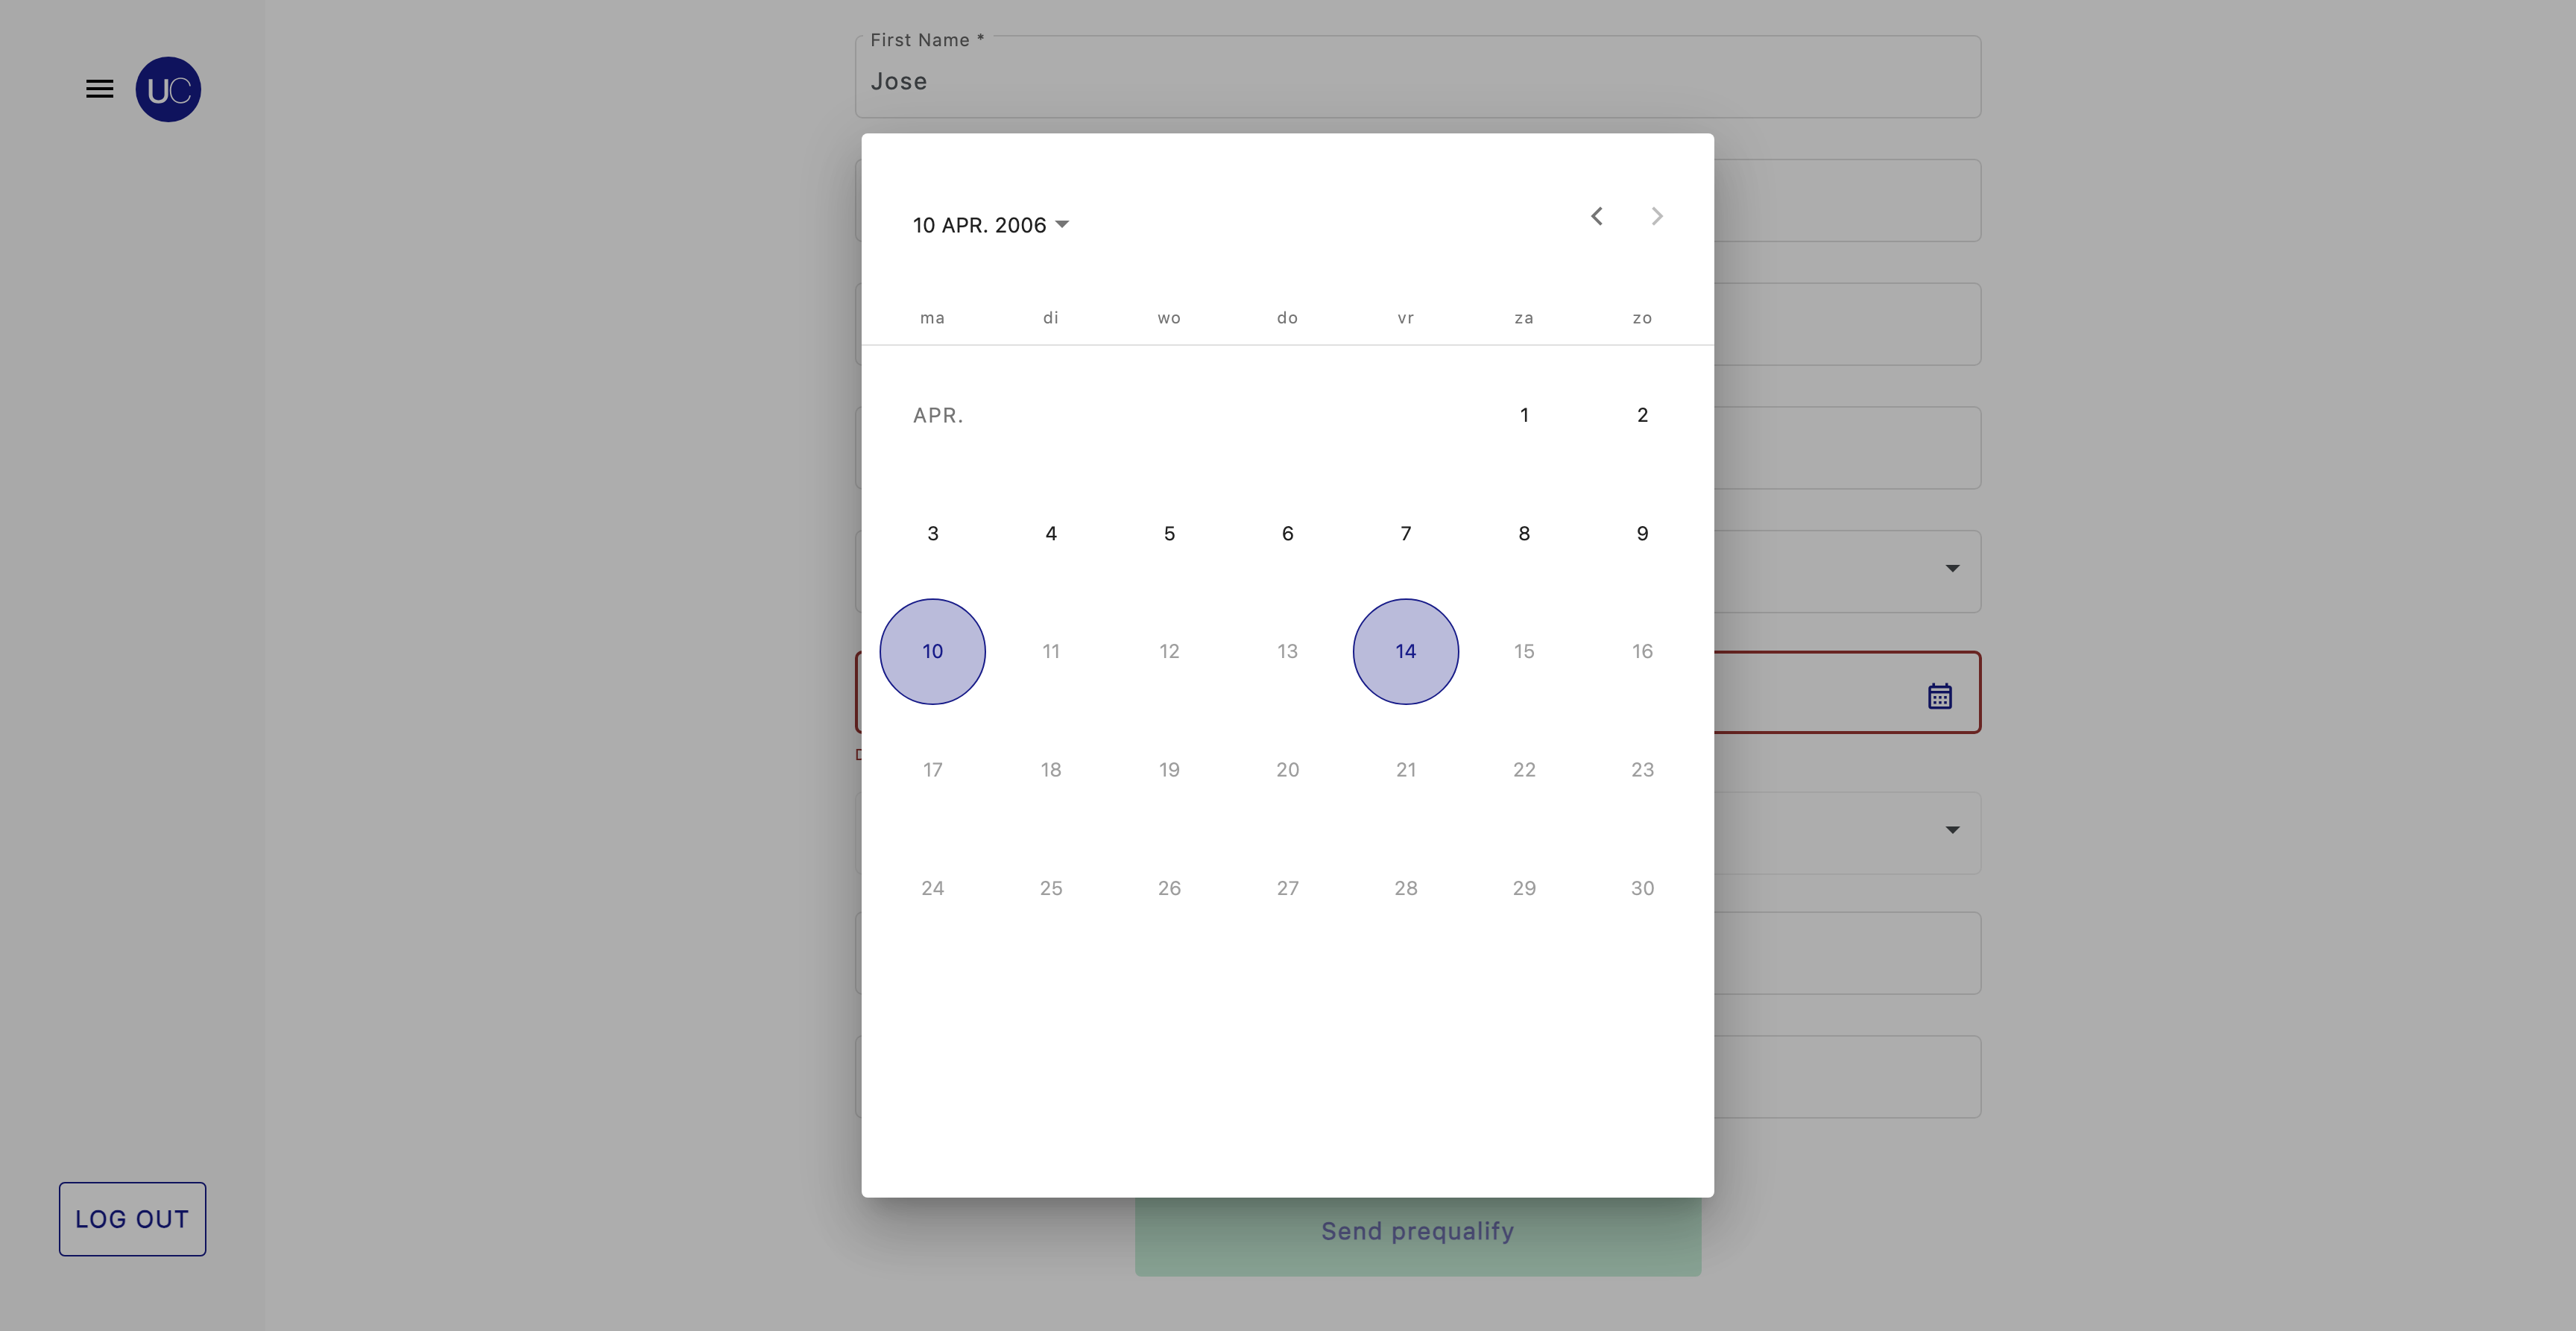 UC
First Name *
Jose
10 APR. 2006
ma di wo do vr za zo
APR. 1 2
3 4 5 6 7 8 9
10 11 12 13 14 15 16
17 18 19 20 21 22 23
24 25 26 27 28 29 30
LOG OUT
Send prequalify